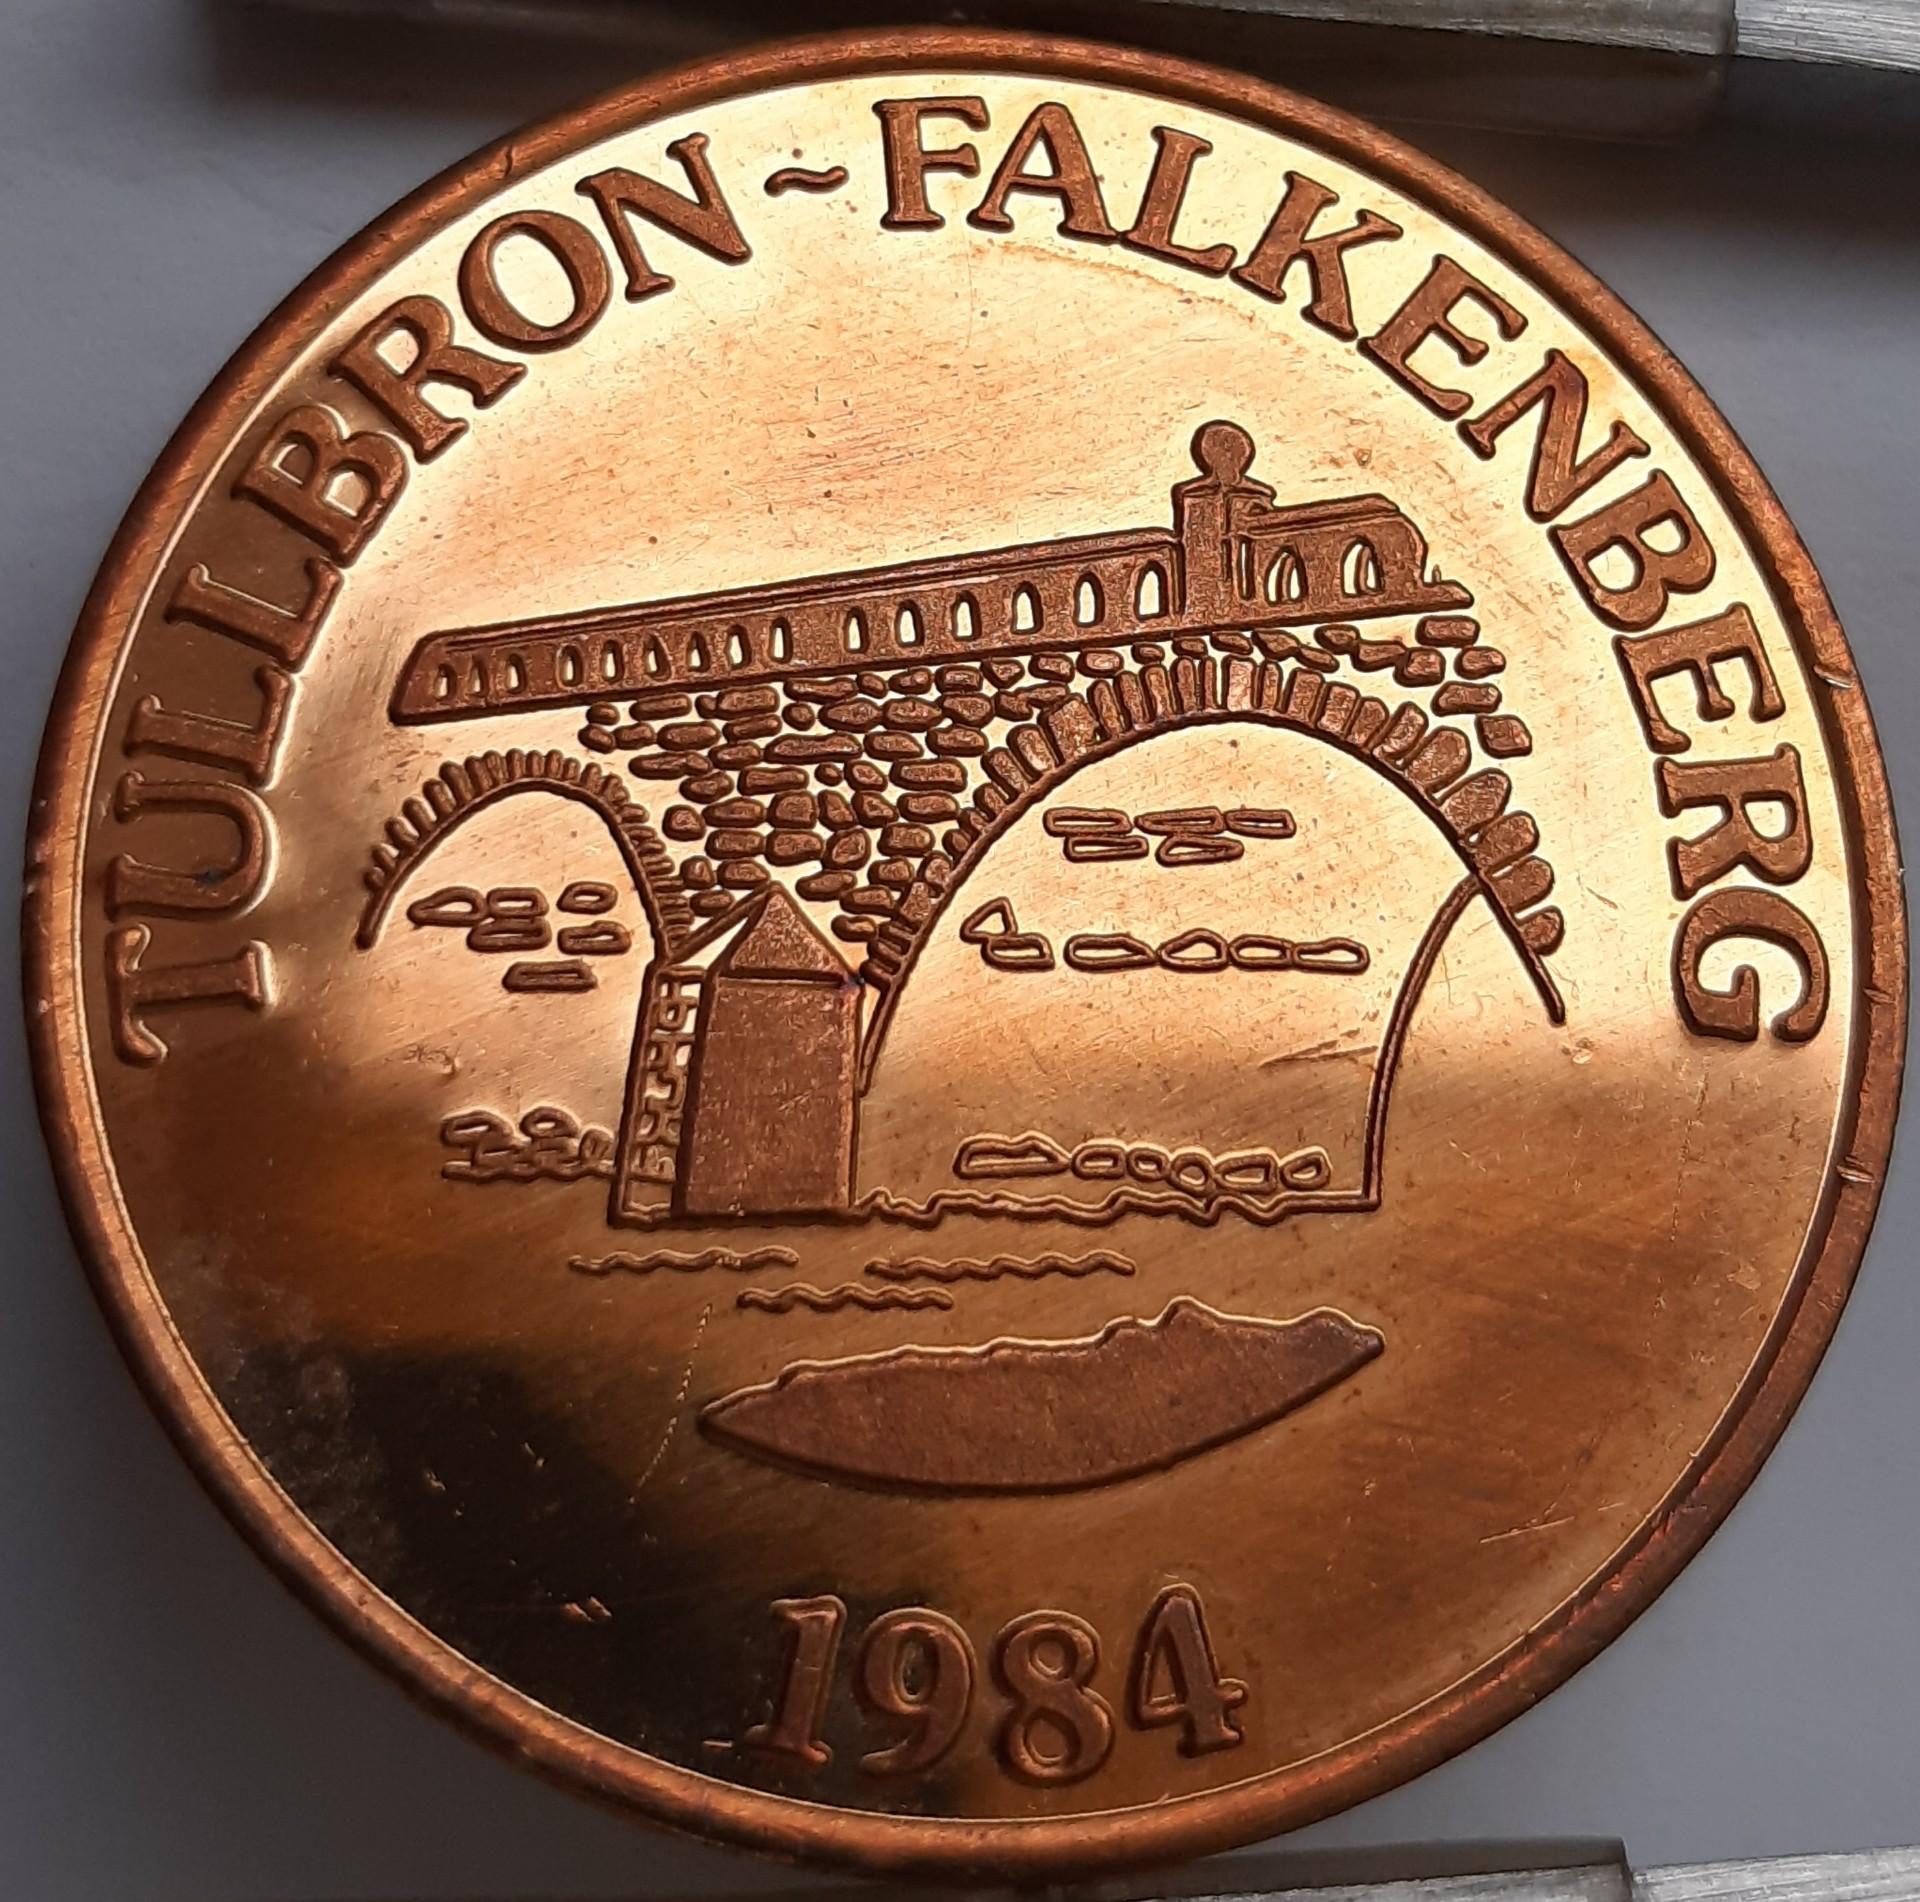 TULLBRON ~ FALKENBERG
1984